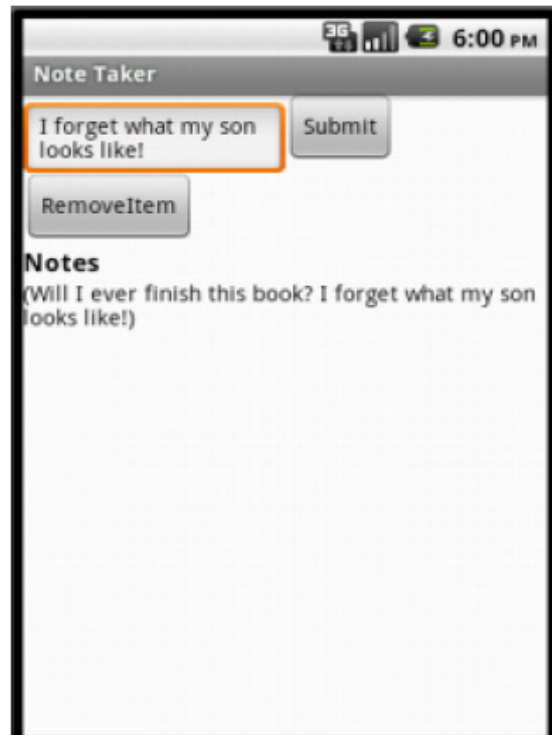 3G 6:00 PM
Note Taker
I forget what my son
looks like!
Submit
RemoveItem
Notes
(Will I ever finish this book? I forget what my son
looks like!)